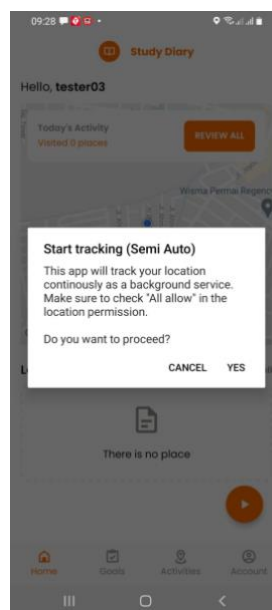 09:28
Study Diary
Hello, tester03
Today's Activity
Visited 0 places
REVIEW ALL
Wisma Permai Regency
Start tracking (Semi Auto)
This app will track your location
continously as a background service.
Make sure to check "All allow" in the
location permission.
Do you want to proceed?
CANCEL YES
There is no place
Home Goals Activities Account